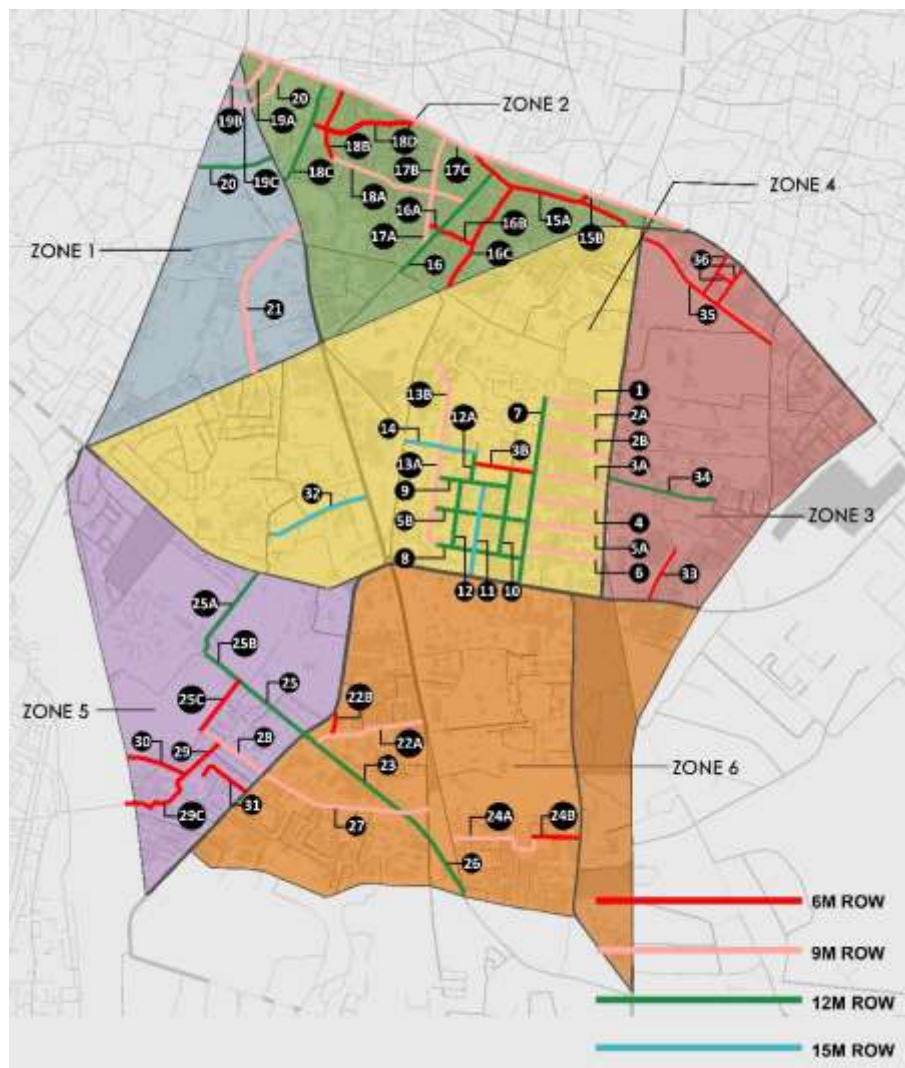 20
19B
19A
ZONE 2
18D
18B
17B
17C
20
19C
18C
18A
ZONE 4
16A
16B
15A
17A
15B
ZONE 1
16
16C
36
35
21
13B
12A
7
1
2A
14
3B
2B
13A
3A
9
34
32
5B
4
ZONE 3
8
5A
12
11
10
6
33
25A
25B
25
25C
22B
ZONE 5
28
22A
30
29
23
ZONE 6
31
29C
27
24A
24B
26
6M ROW
9M ROW
12M ROW
15M ROW